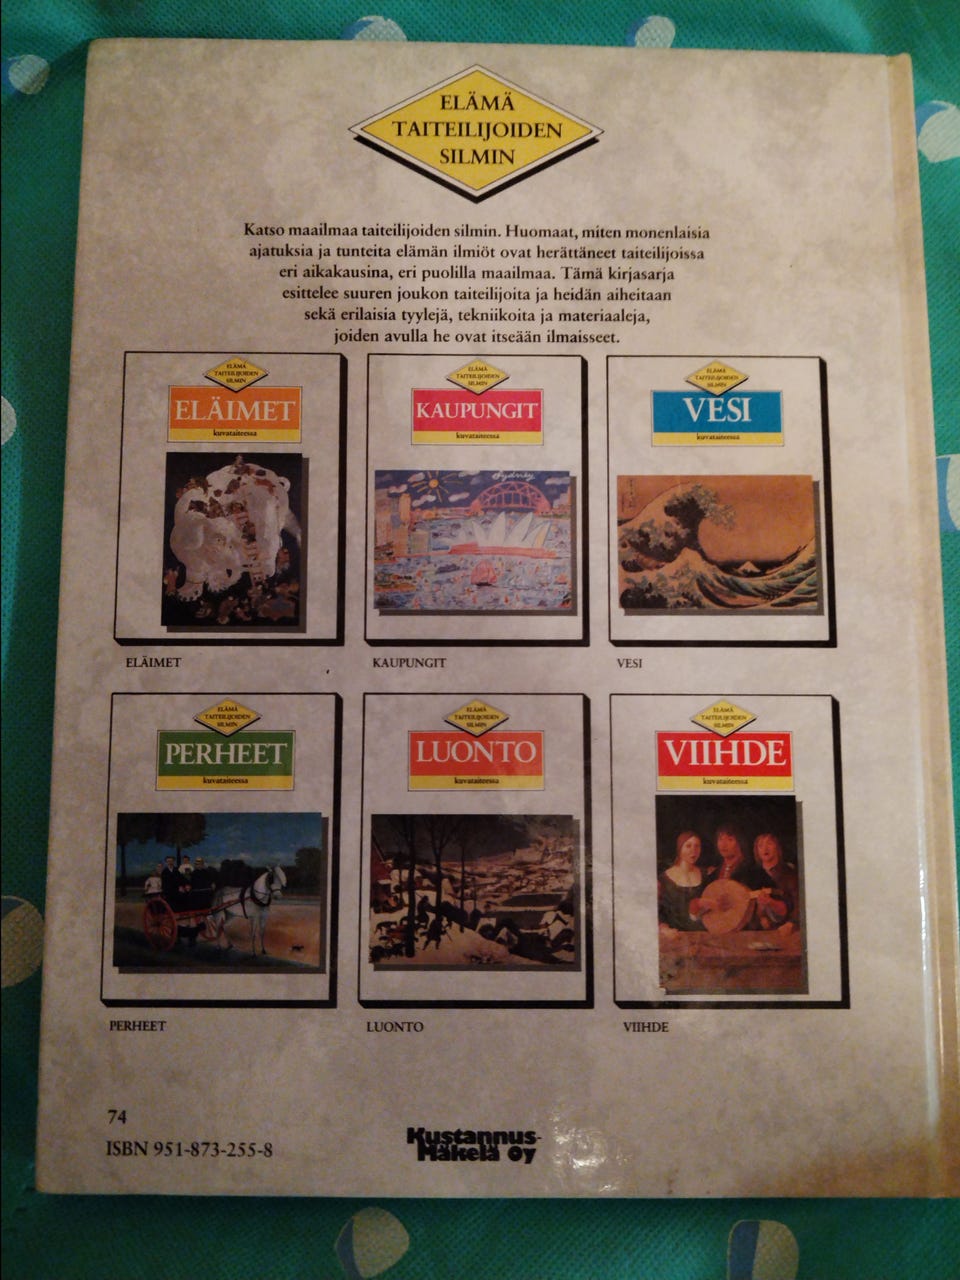 ELÄMÄ
TAITEILIJOIDEN
SILMIN
Katso maailmaa taiteilijoiden silmin. Huomaat, miten monenlaisia
ajatuksia ja tunteita elämän ilmiöt ovat herättäneet taiteilijoissa
eri aikakausina, eri puolilla maailmaa. Tämä kirjasarja
esittelee suuren joukon taiteilijoita ja heidän aiheitaan
sekä erilaisia tyylejä, tekniikoita ja materiaaleja,
joiden avulla he ovat itseään ilmaisseet.
ELÄMÄ
TAITEILIJOIDEN
SILMIN
ELÄIMET
kuvataiteessa
ELÄIMET
ELÄMÄ
TAITEILIJOIDEN
SILMIN
KAUPUNGIT
kuvataiteessa
Sydney
KAUPUNGIT
ELÄMÄ
TAITEILIJOIDEN
SILMIN
VESI
kuvataiteessa
VESI
ELÄMÄ
TAITEILIJOIDEN
SILMIN
PERHEET
kuvataiteessa
PERHEET
ELÄMÄ
TAITEILIJOIDEN
SILMIN
LUONTO
kuvataiteessa
LUONTO
ELÄMÄ
TAITEILIJOIDEN
SILMIN
VIIHDE
kuvataiteessa
VIIHDE
74
ISBN 951-873-255-8
Kustannus-
Mäkelä Oy